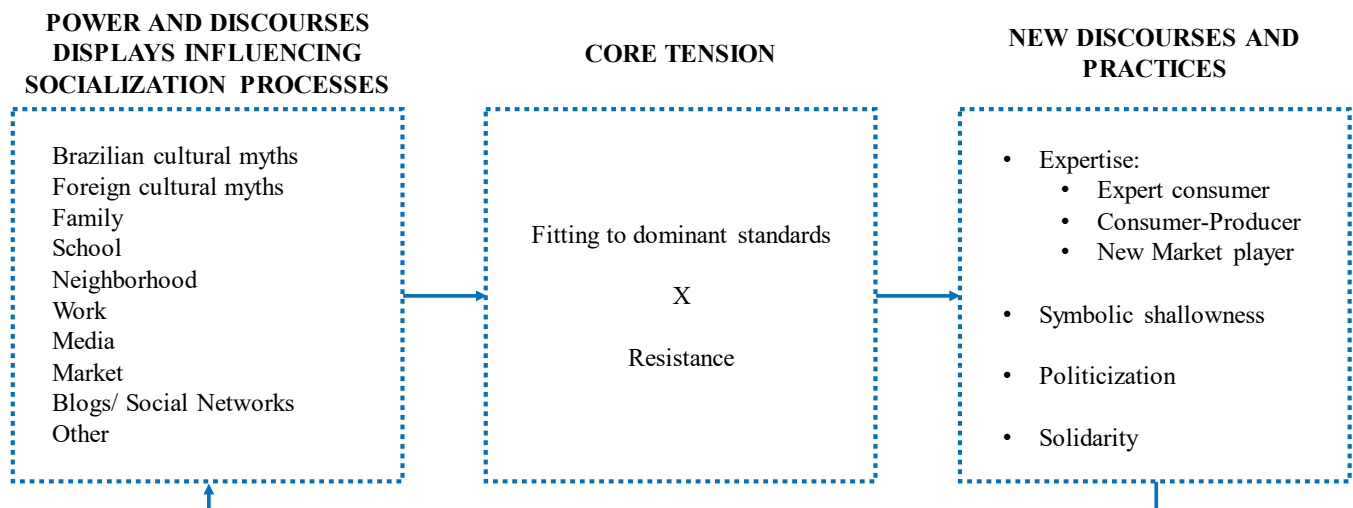 POWER AND DISCOURSES
DISPLAYS INFLUENCING
SOCIALIZATION PROCESSES
Brazilian cultural myths
Foreign cultural myths
Family
School
Neighborhood
Work
Media
Market
Blogs/ Social Networks
Other
CORE TENSION
Fitting to dominant standards
X
Resistance
NEW DISCOURSES AND
PRACTICES
• Expertise:
• Expert consumer
• Consumer-Producer
• New Market player
• Symbolic shallowness
• Politicization
• Solidarity